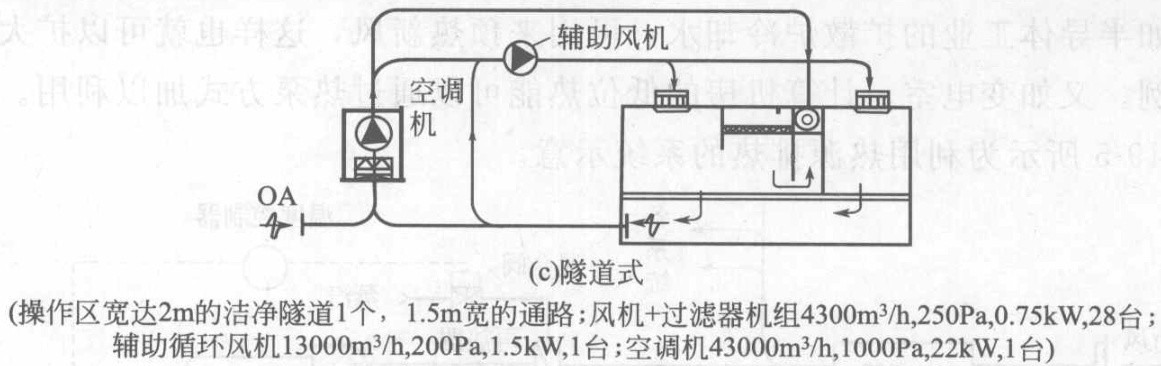 辅助风机
空调
机
OA
(c)隧道式
(操作区宽达2m的洁净隧道1个，1.5m宽的通路；风机+过滤器机组4300m³/h,250Pa,0.75kW,28台；
辅助循环风机13000m³/h,200Pa,1.5kW,1台；空调机43000m³/h,1000Pa,22kW,1台)